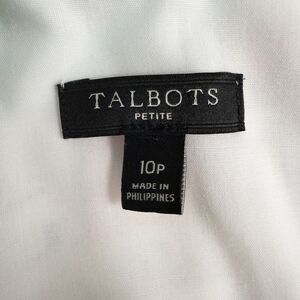 TALBOTS
PETITE
10P
MADE IN
PHILIPPINES